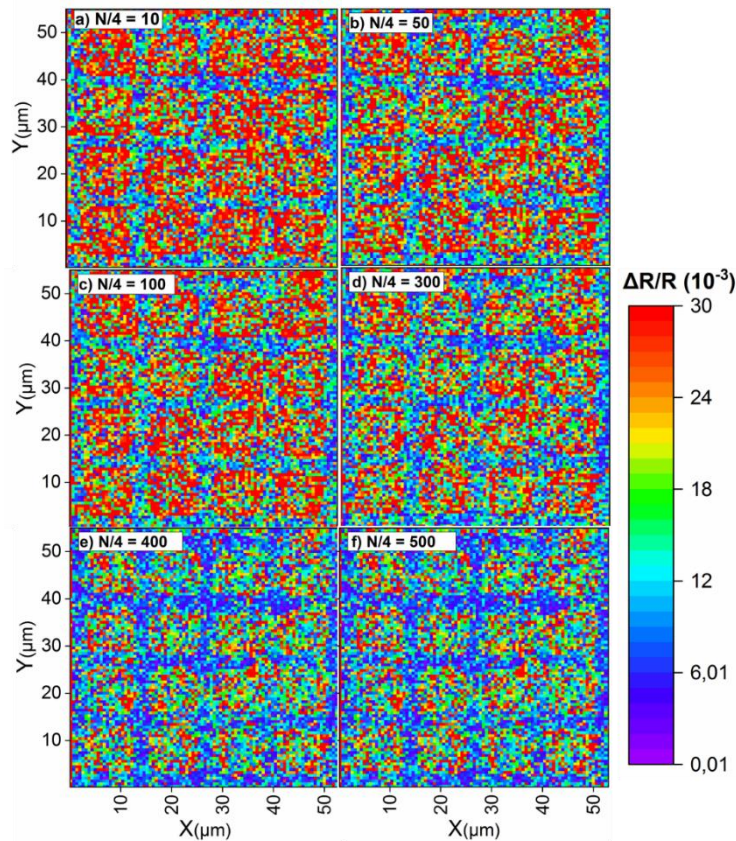 a) N/4 = 10
b) N/4 = 50
50
40
30
20
10
Y(µm)
c) N/4 = 100
d) N/4 = 300
50
40
30
20
10
Y(µm)
e) N/4 = 400
f) N/4 = 500
50
40
30
20
10
Y(µm)
10 20 30 40 50
10 20 30 40 50
X(µm)
X(µm)
ΔR/R (10⁻³)
30
24
18
12
6,01
0,01